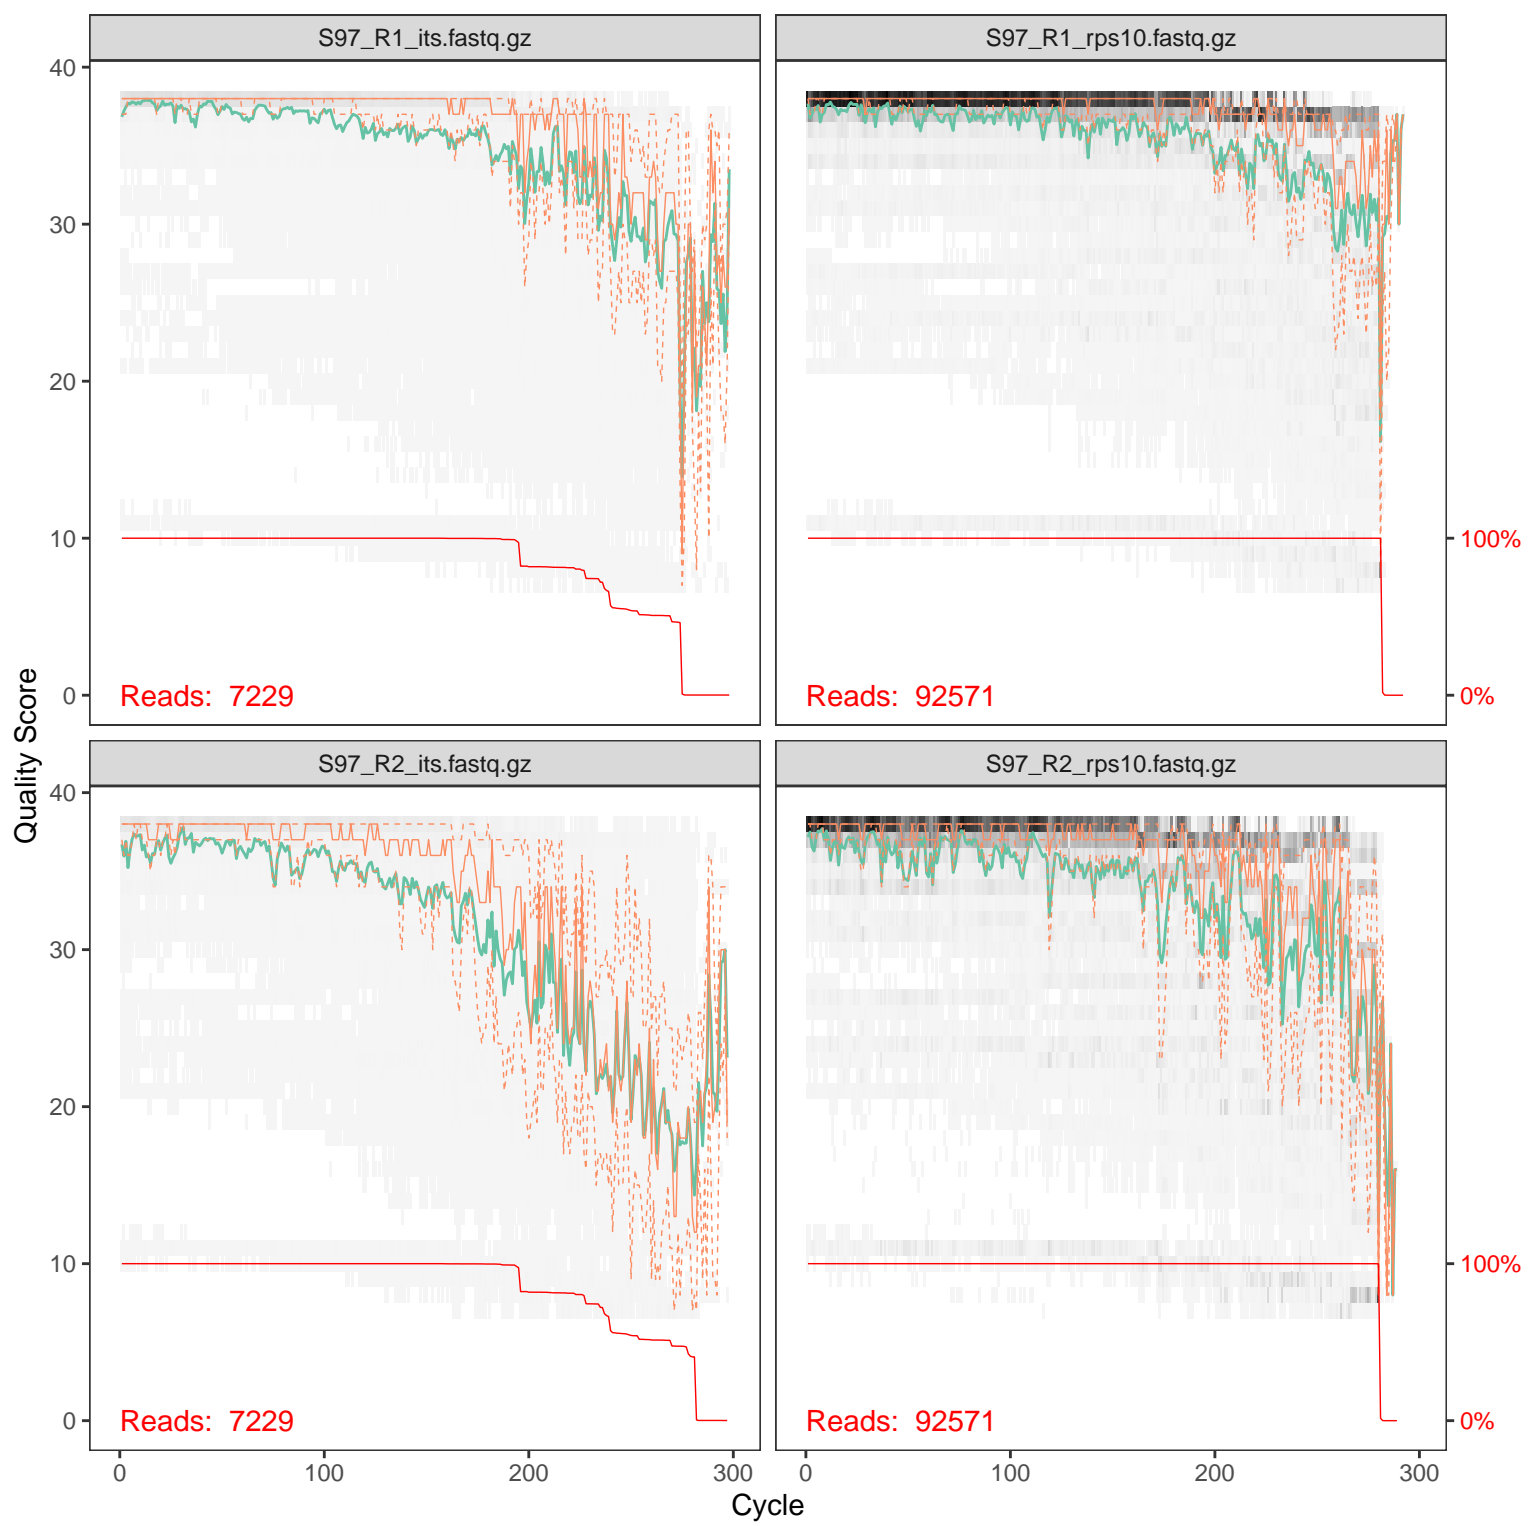 S97_R1_its.fastq.gz
S97_R1_rps10.fastq.gz
40
30
20
10
0
100%
0%
Reads: 7229
Reads: 92571
Quality Score
S97_R2_its.fastq.gz
S97_R2_rps10.fastq.gz
40
30
20
10
0
100%
0%
Reads: 7229
Reads: 92571
0 100 200 300
0 100 200 300
Cycle